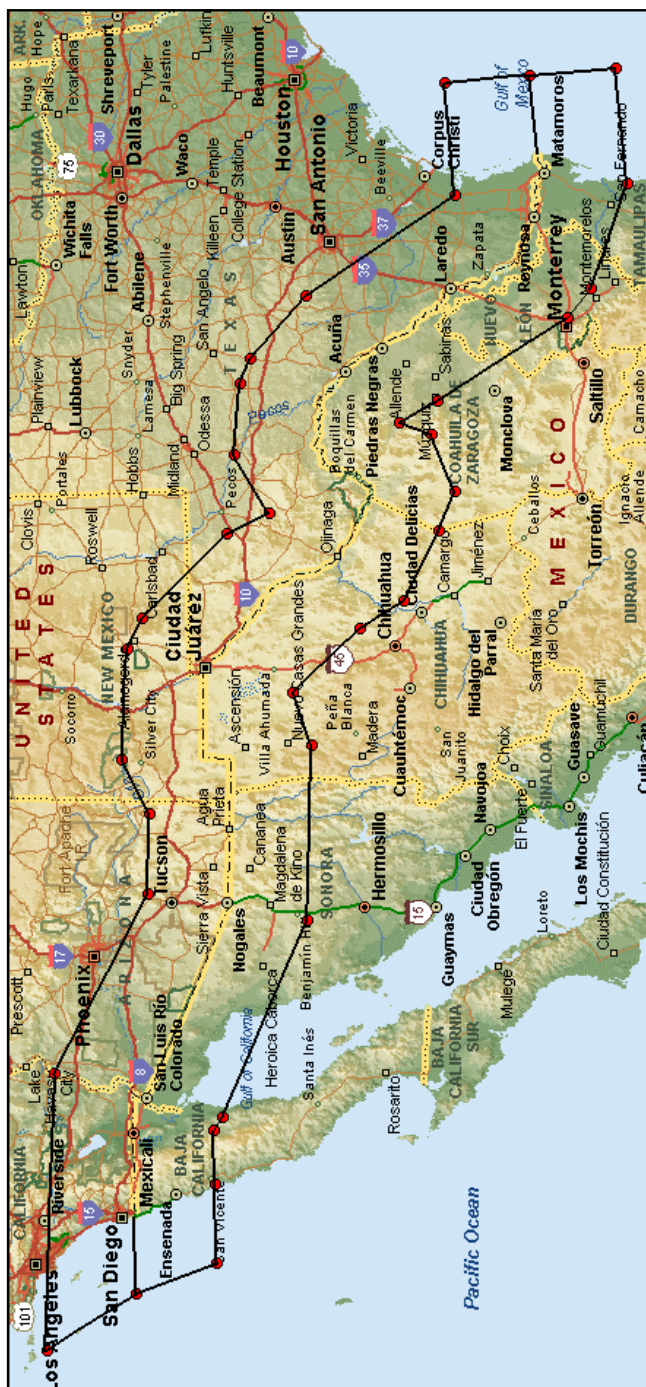 ARK.
Hope
Hugo
Paris
Texarkana
Shreveport
OKLAHOMA
75
30
Tyler
Palestine
Lufkin
Huntsville
Beaumont
10
Houston
Dallas
Fort Worth
Waco
Temple
College Station
Killeen
Austin
San Antonio
Victoria
Beeville
37
35
Corpus
Christi
Gulf of
Mexico
Matamoros
San Fernando
Lawton
Wichita
Falls
Abilene
Stephenville
San Angelo
TEXAS
Laredo
Zapata
Reynosa
Monterrey
Montemorelos
Linares
TAMAULIPAS
NUEVO
LEÓN
Plainview
Lubbock
Snyder
Lamesa
Big Spring
Odessa
Midland
Hobbs
Pecos
Pecos
Acuña
Piedras Negras
Boquillas
del Carmen
Allende
Sabinas
Múzquiz
COAHUILA DE
ZARAGOZA
Monclova
Saltillo
Camacho
Clovis
Portales
Roswell
Carlsbad
Ojinaga
Ciudad Delicias
Camargo
Jiménez
Ceballos
Torreón
Ignacio
Allende
MEXICO
DURANGO
UNITED
STATES
NEW MEXICO
Alamogordo
Ciudad
Juárez
10
Socorro
Silver City
Ascensión
Villa Ahumada
Nuevo Casas Grandes
45
Chihuahua
CHIHUAHUA
Peña
Blanca
Madera
Cuauhtémoc
Hidalgo del
Parral
Santa María
del Oro
San
Juanito
Choix
SINALOA
Guasave
Guamuchil
Culiacán
Fort Apache
I.R.
ARIZONA
Tucson
Agua
Prieta
Sierra Vista
Cananea
Nogales
Magdalena
de Kino
SONORA
Hermosillo
15
Guaymas
Ciudad
Obregón
Navojoa
El Fuerte
Los Mochis
Ciudad Constitución
Loreto
Mulegé
Prescott
17
Phoenix
Lake
Havasu
City
8
San Luis Río
Colorado
Heroica Caborca
Gulf of California
Santa Inés
Rosarito
BAJA
CALIFORNIA
SUR
CALIFORNIA
Riverside
15
Mexicali
BAJA
CALIFORNIA
San Diego
Ensenada
San Vicente
101
Los Angeles
Pacific Ocean